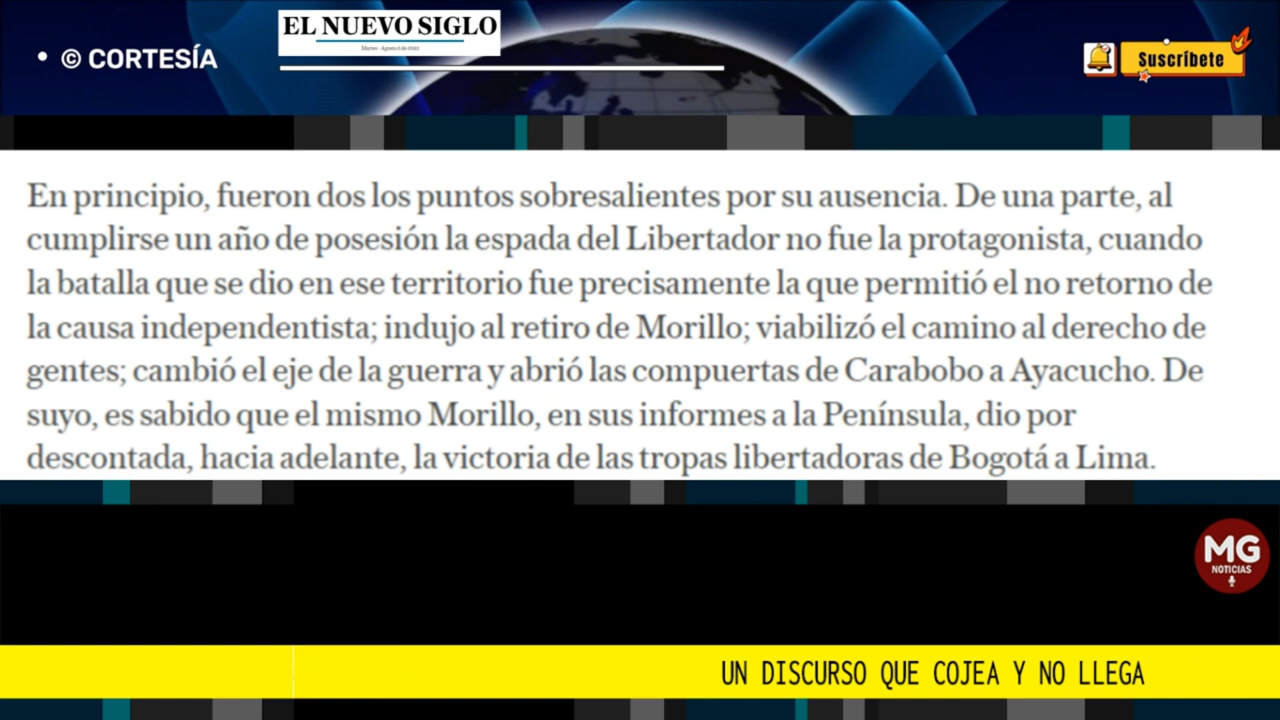 • © CORTESÍA
EL NUEVO SIGLO
Suscríbete
En principio, fueron dos los puntos sobresalientes por su ausencia. De una parte, al
cumplirse un año de posesión la espada del Libertador no fue la protagonista, cuando
la batalla que se dio en ese territorio fue precisamente la que permitió el no retorno de
la causa independentista; indujo al retiro de Morillo; viabilizó el camino al derecho de
gentes; cambió el eje de la guerra y abrió las compuertas de Carabobo a Ayacucho. De
suyo, es sabido que el mismo Morillo, en sus informes a la Península, dio por
descontada, hacia adelante, la victoria de las tropas libertadoras de Bogotá a Lima.
MG
NOTICIAS
UN DISCURSO QUE COJEA Y NO LLEGA